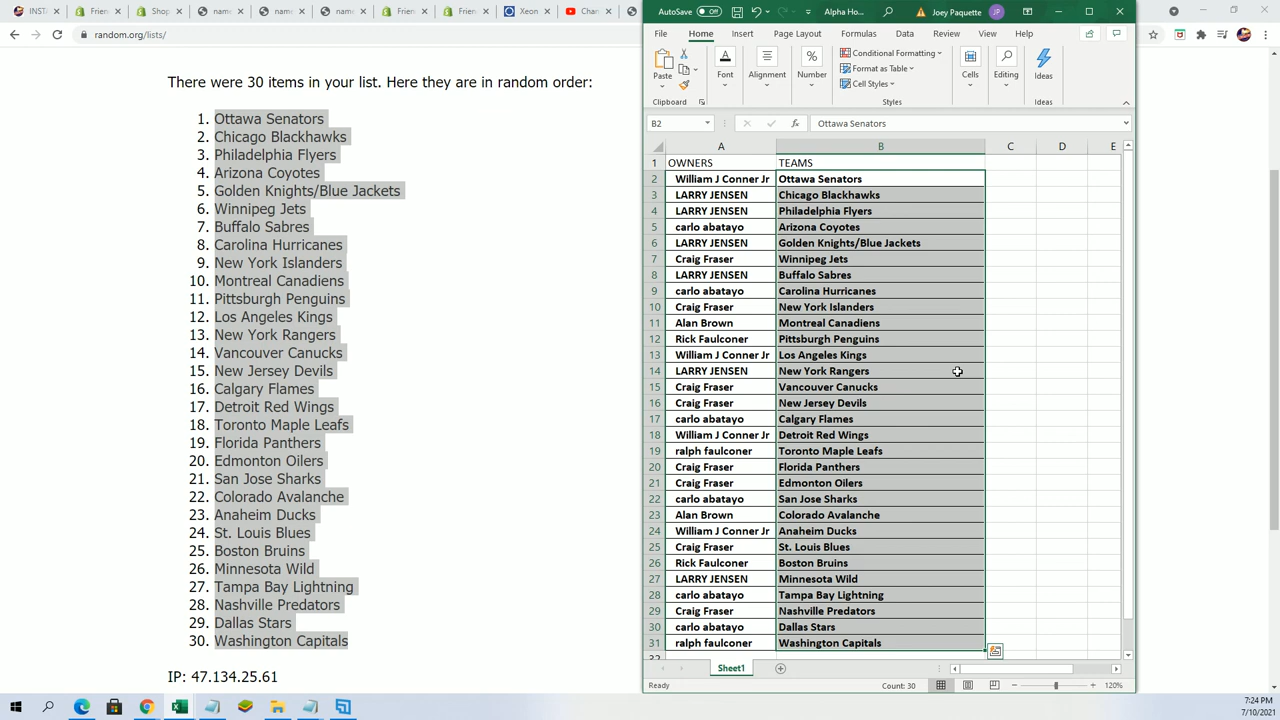 INST/
Frien
Shop
name
name
name
Frien
Frien
Xeon
Chan
AutoSave
Off
Alpha Ho...
Joey Paquette
JP
random.org/lists/
File
Home
Insert
Page Layout
Formulas
Data
Review
View
Help
Paste
Font
Alignment
Number
Conditional Formatting
Format as Table
Cell Styles
Cells
Editing
Ideas
Clipboard
Styles
Ideas
B2
fx
Ottawa Senators
There were 30 items in your list. Here they are in random order:
1. Ottawa Senators
2. Chicago Blackhawks
3. Philadelphia Flyers
4. Arizona Coyotes
5. Golden Knights/Blue Jackets
6. Winnipeg Jets
7. Buffalo Sabres
8. Carolina Hurricanes
9. New York Islanders
10. Montreal Canadiens
11. Pittsburgh Penguins
12. Los Angeles Kings
13. New York Rangers
14. Vancouver Canucks
15. New Jersey Devils
16. Calgary Flames
17. Detroit Red Wings
18. Toronto Maple Leafs
19. Florida Panthers
20. Edmonton Oilers
21. San Jose Sharks
22. Colorado Avalanche
23. Anaheim Ducks
24. St. Louis Blues
25. Boston Bruins
26. Minnesota Wild
27. Tampa Bay Lightning
28. Nashville Predators
29. Dallas Stars
30. Washington Capitals
IP: 47.134.25.61
A B C D E
1 OWNERS TEAMS
2 William J Conner Jr Ottawa Senators
3 LARRY JENSEN Chicago Blackhawks
4 LARRY JENSEN Philadelphia Flyers
5 carlo abatayo Arizona Coyotes
6 LARRY JENSEN Golden Knights/Blue Jackets
7 Craig Fraser Winnipeg Jets
8 LARRY JENSEN Buffalo Sabres
9 carlo abatayo Carolina Hurricanes
10 Craig Fraser New York Islanders
11 Alan Brown Montreal Canadiens
12 Rick Faulconer Pittsburgh Penguins
13 William J Conner Jr Los Angeles Kings
14 LARRY JENSEN New York Rangers
15 Craig Fraser Vancouver Canucks
16 Craig Fraser New Jersey Devils
17 carlo abatayo Calgary Flames
18 William J Conner Jr Detroit Red Wings
19 ralph faulconer Toronto Maple Leafs
20 Craig Fraser Florida Panthers
21 Craig Fraser Edmonton Oilers
22 carlo abatayo San Jose Sharks
23 Alan Brown Colorado Avalanche
24 William J Conner Jr Anaheim Ducks
25 Craig Fraser St. Louis Blues
26 Rick Faulconer Boston Bruins
27 LARRY JENSEN Minnesota Wild
28 carlo abatayo Tampa Bay Lightning
29 Craig Fraser Nashville Predators
30 carlo abatayo Dallas Stars
31 ralph faulconer Washington Capitals
Sheet1
Ready
Count: 30
120%
7:24 PM
7/10/2021